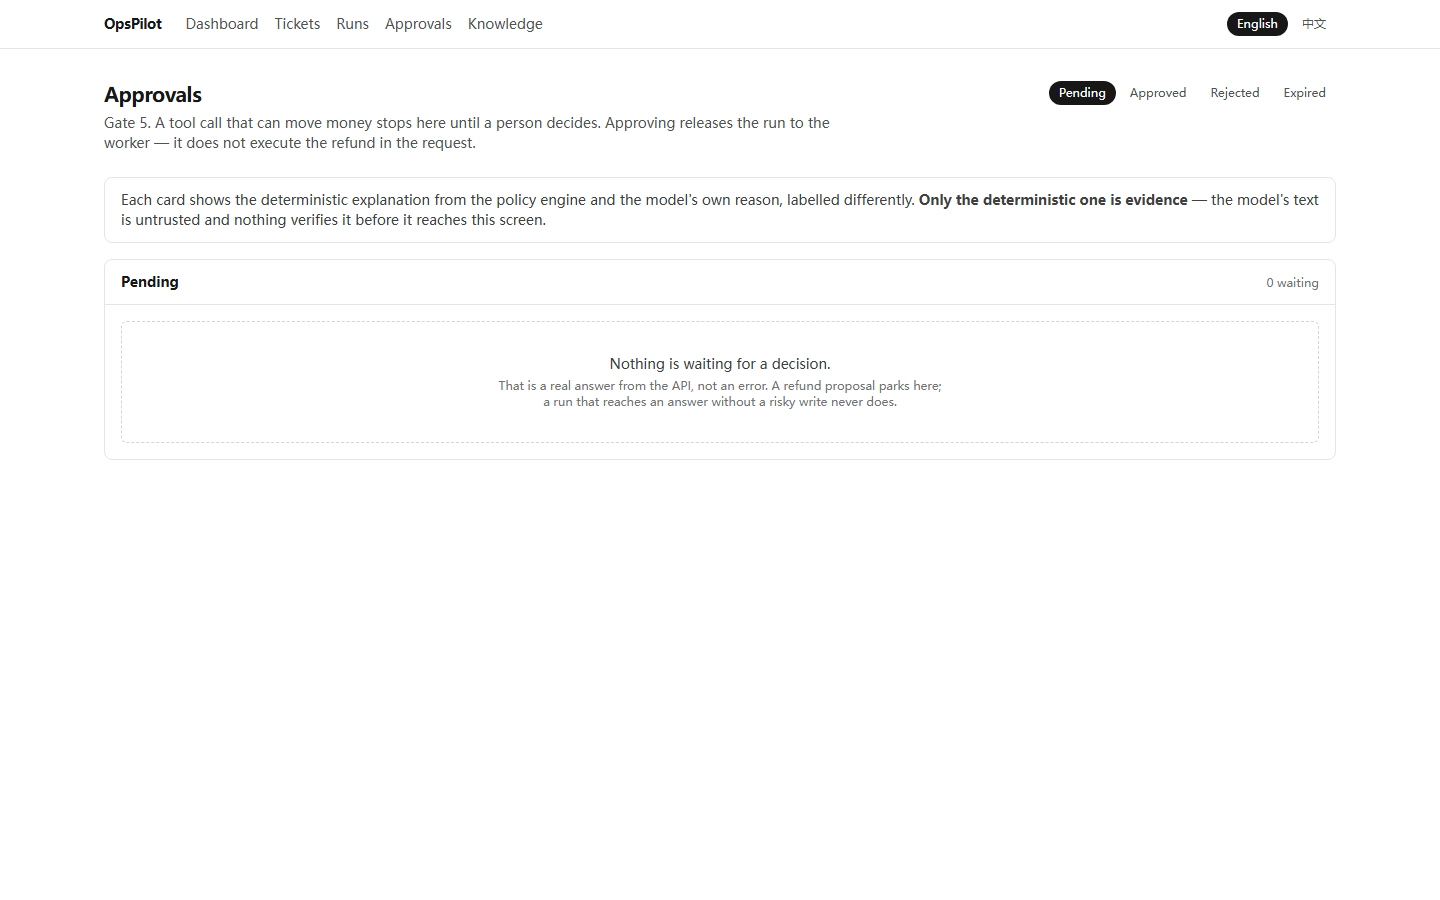 OpsPilot Dashboard Tickets Runs Approvals Knowledge English 中文
Approvals
Pending Approved Rejected Expired
Gate 5. A tool call that can move money stops here until a person decides. Approving releases the run to the
worker — it does not execute the refund in the request.
Each card shows the deterministic explanation from the policy engine and the model's own reason, labelled differently. Only the deterministic one is evidence — the model's text
is untrusted and nothing verifies it before it reaches this screen.
Pending 0 waiting
Nothing is waiting for a decision.
That is a real answer from the API, not an error. A refund proposal parks here;
a run that reaches an answer without a risky write never does.